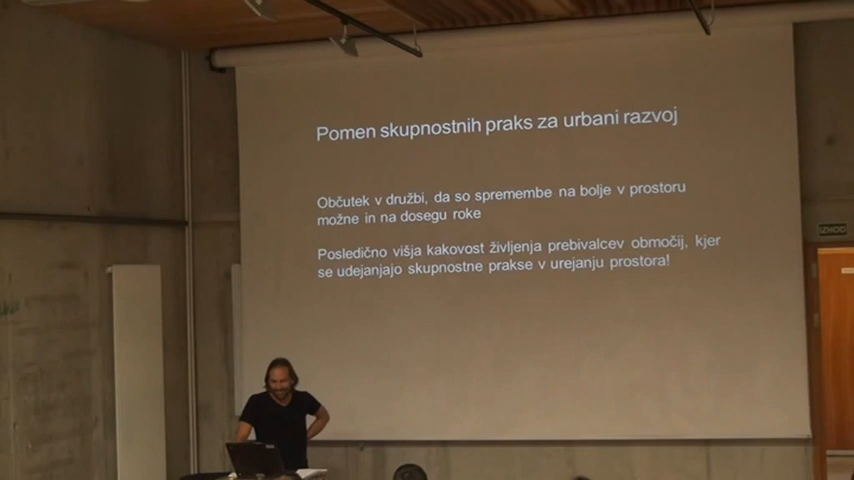 Pomen skupnostnih praks za urbani razvoj
Občutek v družbi, da so spremembe na bolje v prostoru
možne in na dosegu roke
Posledično višja kakovost življenja prebivalcev območij, kjer
se udejanjajo skupnostne prakse v urejanju prostora!
IZHOD